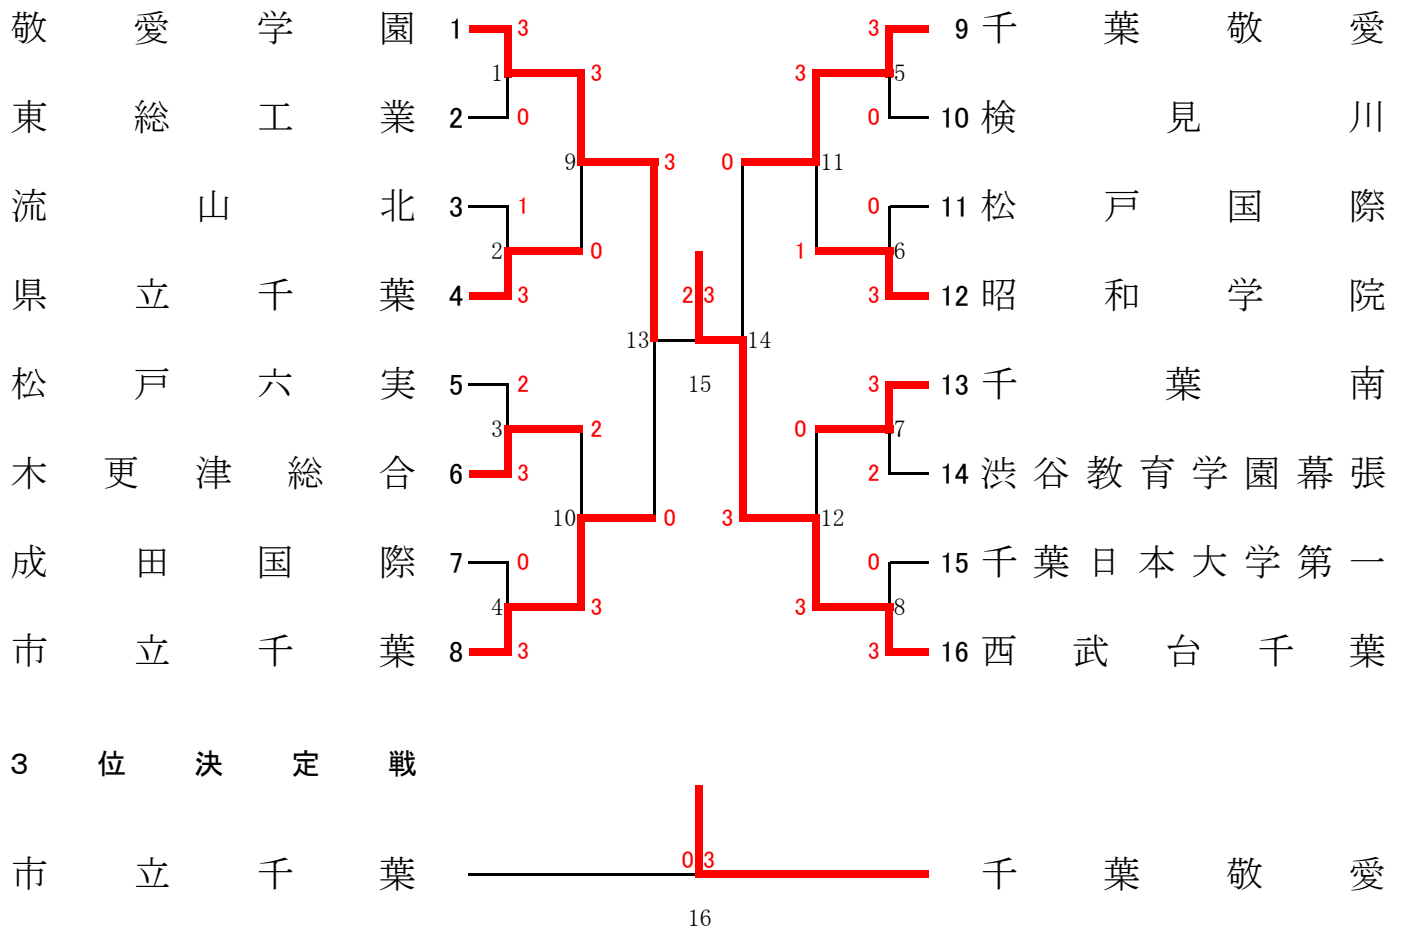 敬愛学園 1 3 3 9 千葉敬愛
1 3 3 5
東総工業 2 0 0 10 検見川
9 3 0 11
流山北 3 1 0 11 松戸国際
2 0 1 6
県立千葉 4 3 2 3 3 12 昭和学院
13 14
松戸六実 5 2 15 3 13 千葉南
3 2 0 7
木更津総合 6 3 2 14 渋谷教育学園幕張
10 0 3 12
成田国際 7 0 0 15 千葉日本大学第一
4 3 3 8
市立千葉 8 3 3 16 西武台千葉
3位決定戦
市立千葉 0 3 千葉敬愛
16